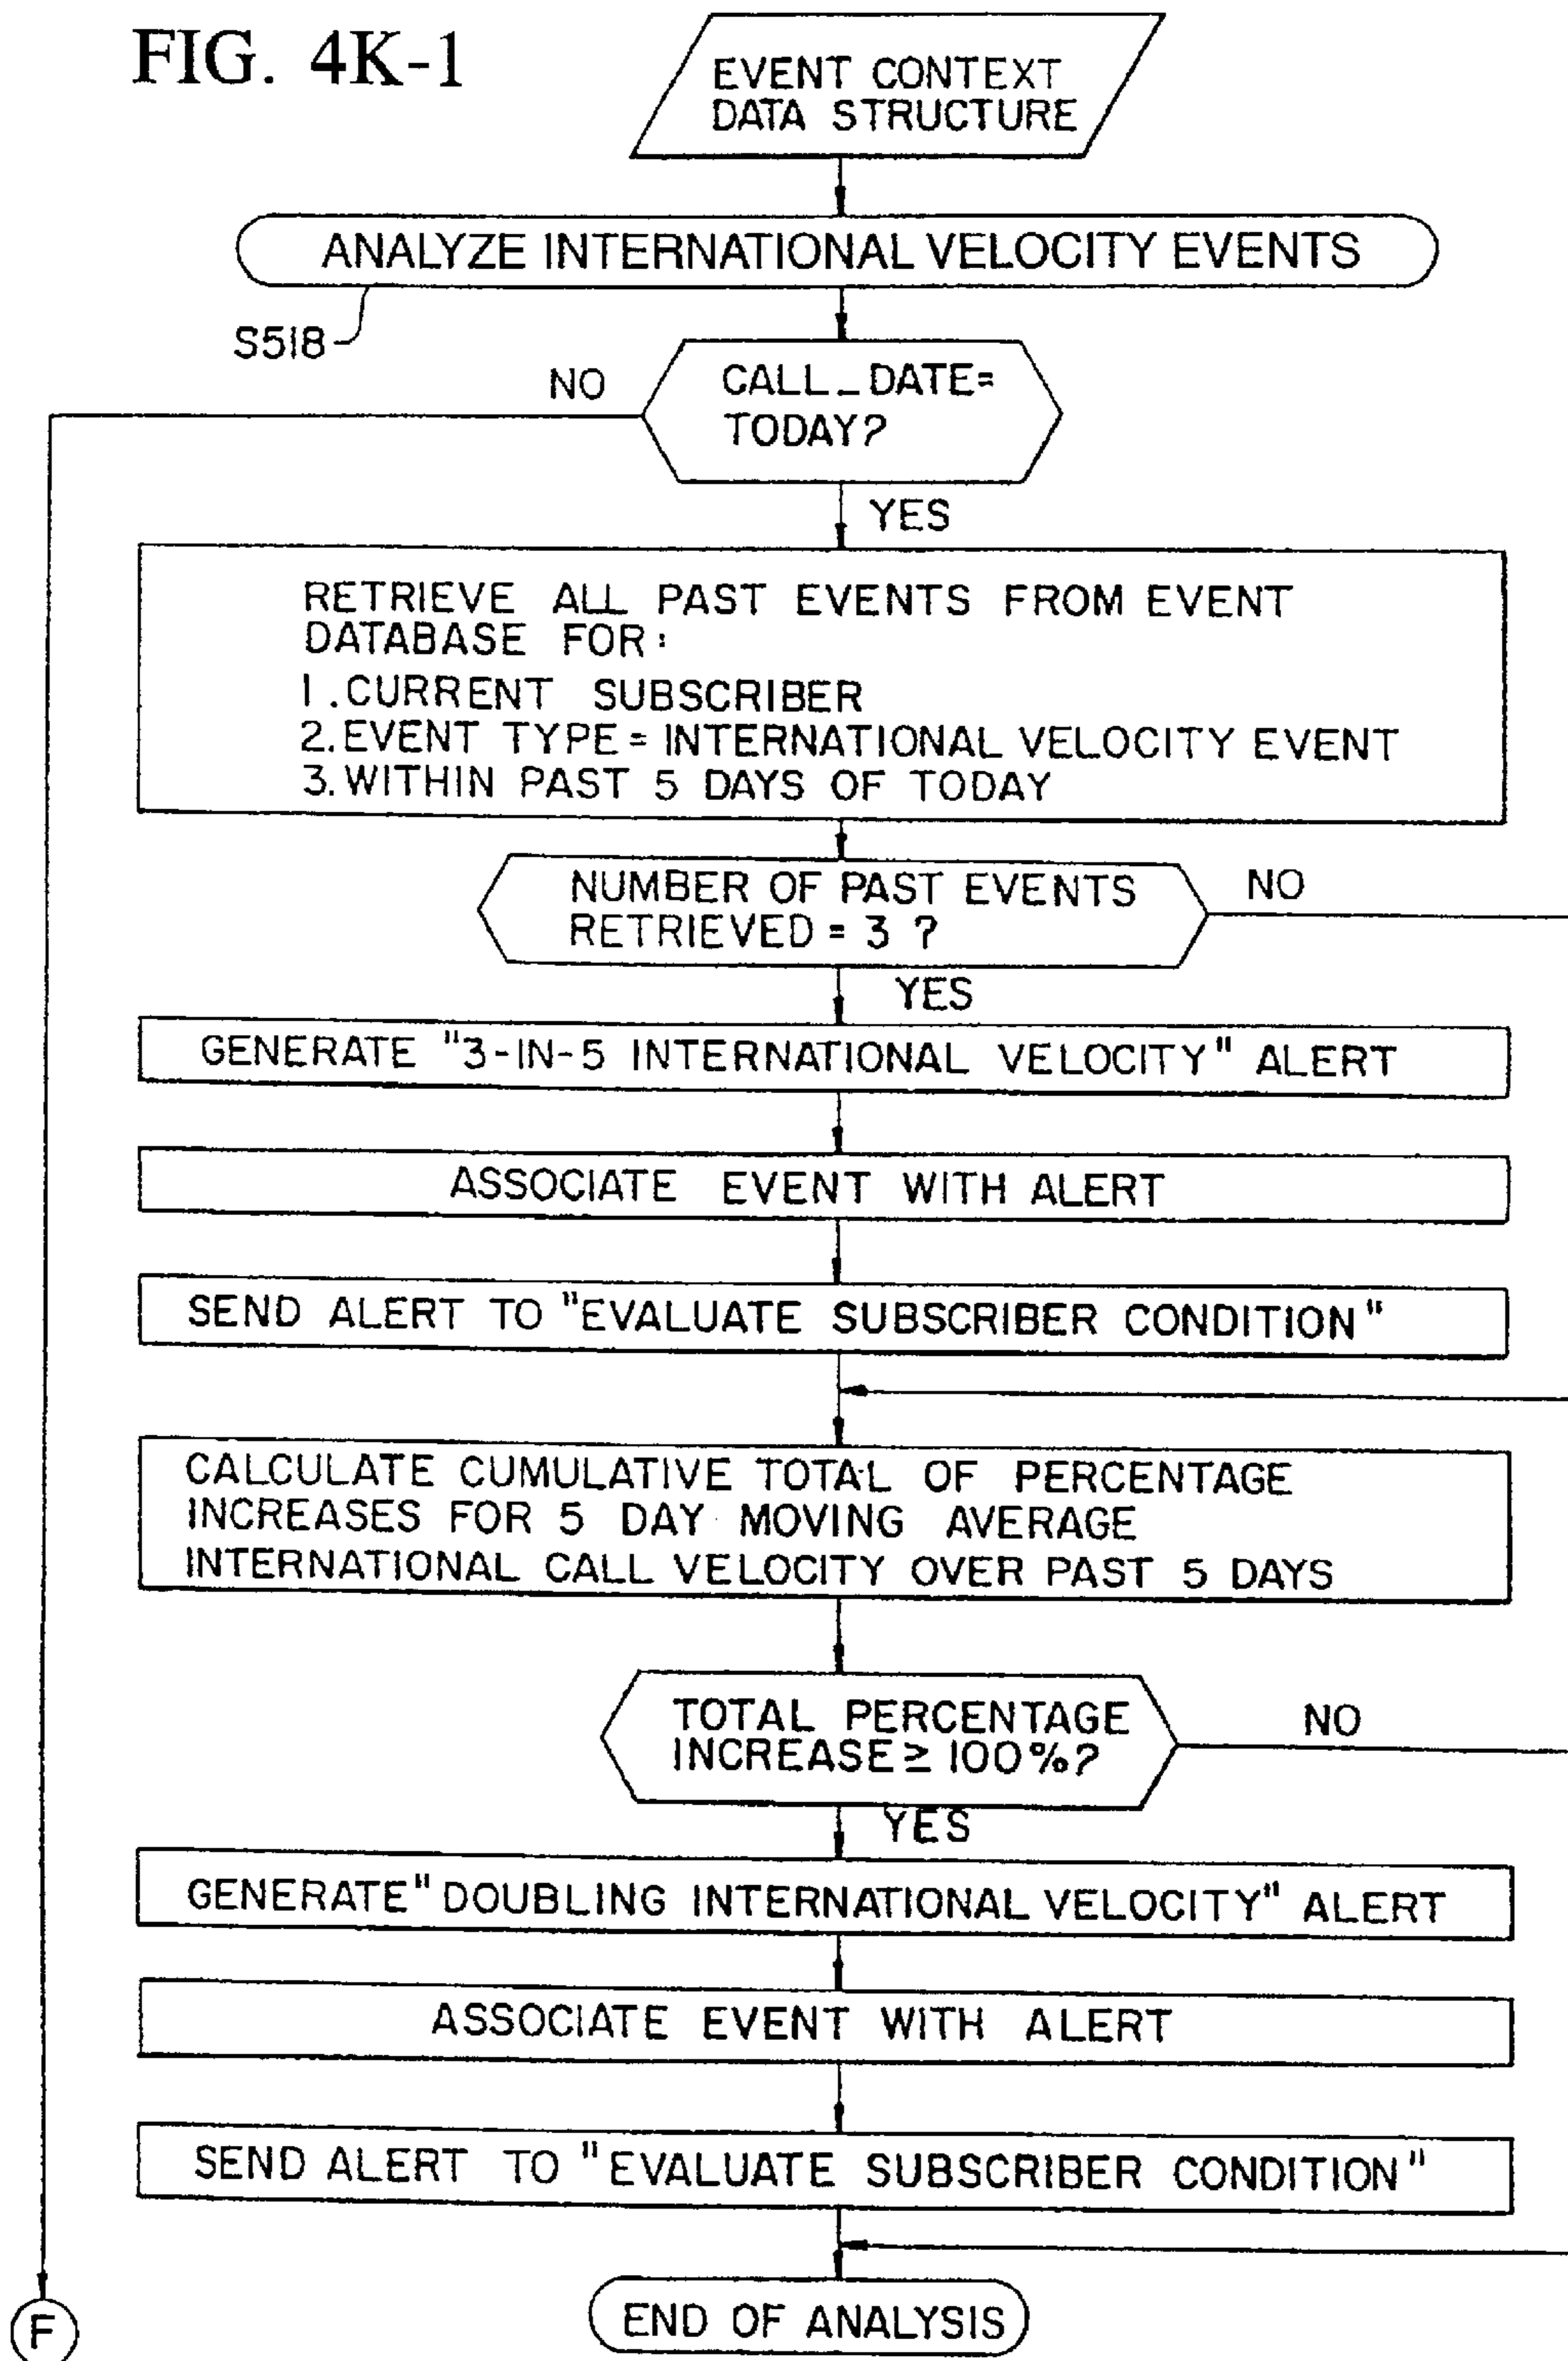 FIG. 4K-1
EVENT CONTEXT
DATA STRUCTURE
ANALYZE INTERNATIONAL VELOCITY EVENTS
S518
CALL_DATE=
TODAY?
NO
YES
RETRIEVE ALL PAST EVENTS FROM EVENT
DATABASE FOR:
1. CURRENT SUBSCRIBER
2. EVENT TYPE = INTERNATIONAL VELOCITY EVENT
3. WITHIN PAST 5 DAYS OF TODAY
NUMBER OF PAST EVENTS
RETRIEVED = 3 ?
NO
YES
GENERATE "3-IN-5 INTERNATIONAL VELOCITY" ALERT
ASSOCIATE EVENT WITH ALERT
SEND ALERT TO "EVALUATE SUBSCRIBER CONDITION"
CALCULATE CUMULATIVE TOTAL OF PERCENTAGE
INCREASES FOR 5 DAY MOVING AVERAGE
INTERNATIONAL CALL VELOCITY OVER PAST 5 DAYS
TOTAL PERCENTAGE
INCREASE ≥ 100%?
NO
YES
GENERATE "DOUBLING INTERNATIONAL VELOCITY" ALERT
ASSOCIATE EVENT WITH ALERT
SEND ALERT TO "EVALUATE SUBSCRIBER CONDITION"
END OF ANALYSIS
F